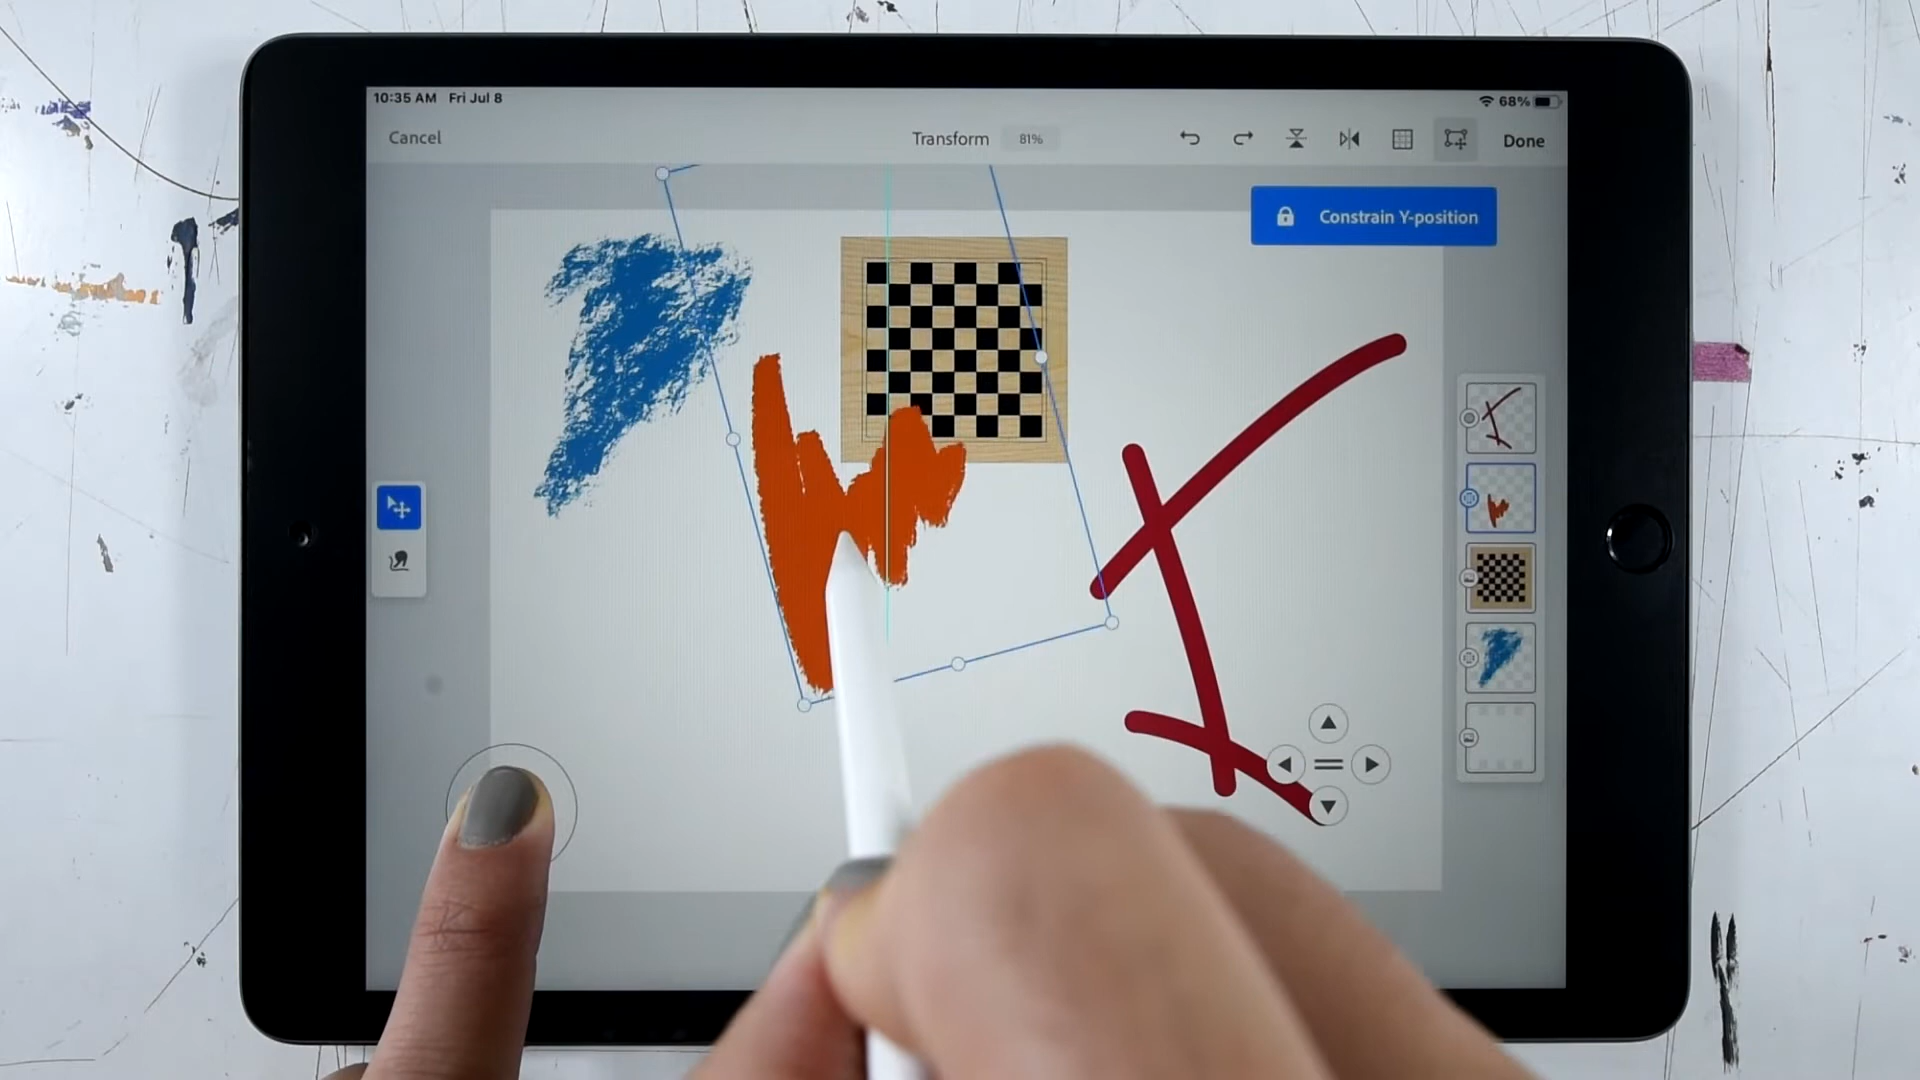 10:35 AM Fri Jul 8
68%
Cancel
Transform 81%
Done
Constrain Y-position